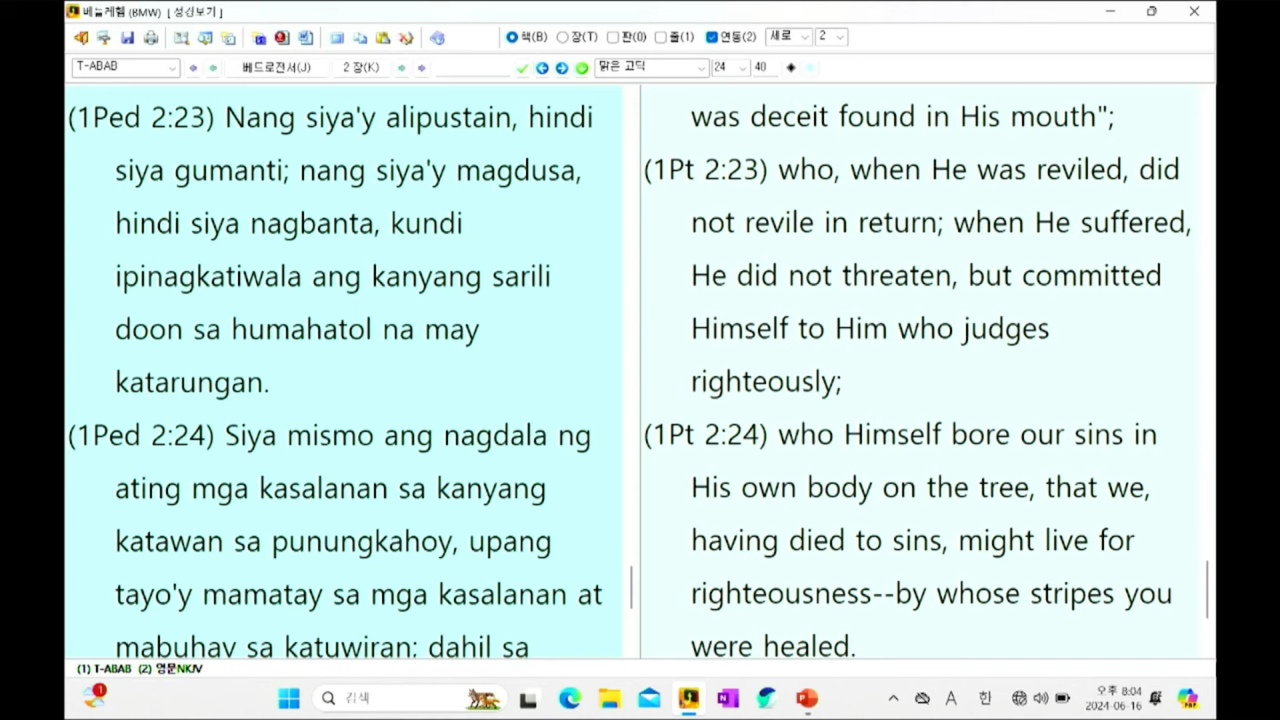 베들레헴 (BMW) [ 성경보기 ]
책(B) 장(T) 판(0) 출(1) 연동(2) 세로 2
T-ABAB 베드로전서(J) 2 장(K) 맑은 고딕 24 40
(1Ped 2:23) Nang siya'y alipustain, hindi
siya gumanti; nang siya'y magdusa,
hindi siya nagbanta, kundi
ipinagkatiwala ang kanyang sarili
doon sa humahatol na may
katarungan.
(1Ped 2:24) Siya mismo ang nagdala ng
ating mga kasalanan sa kanyang
katawan sa punungkahoy, upang
tayo'y mamatay sa mga kasalanan at
mabuhay sa katuwiran: dahil sa
was deceit found in His mouth";
(1Pt 2:23) who, when He was reviled, did
not revile in return; when He suffered,
He did not threaten, but committed
Himself to Him who judges
righteously;
(1Pt 2:24) who Himself bore our sins in
His own body on the tree, that we,
having died to sins, might live for
righteousness--by whose stripes you
were healed.
(1) T-ABAB (2) 영문NKJV
1 검색 A 한 오후 8:04
2024-06-16